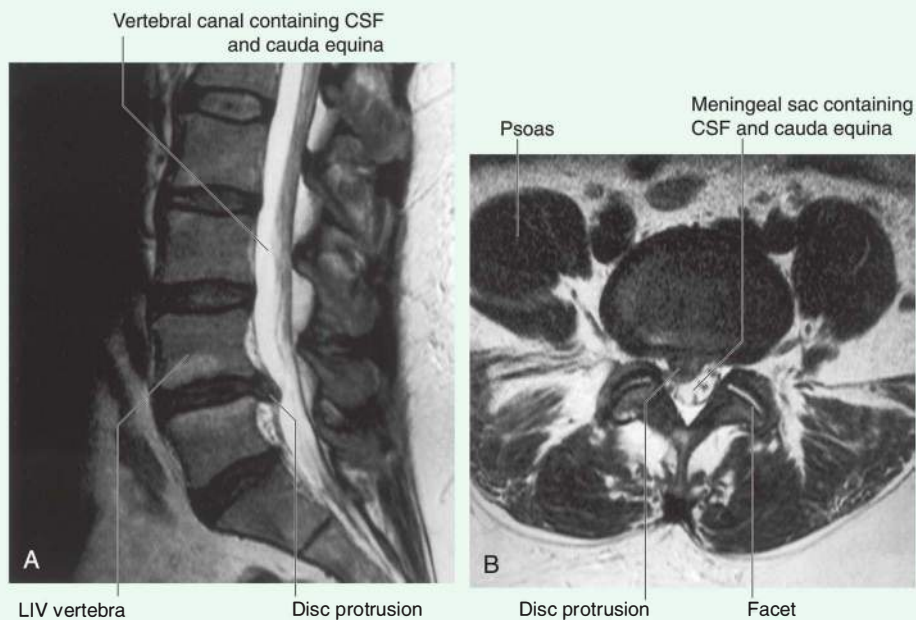 Vertebral canal containing CSF
and cauda equina
A
LIV vertebra
Disc protrusion
Psoas
Meningeal sac containing
CSF and cauda equina
B
Disc protrusion
Facet